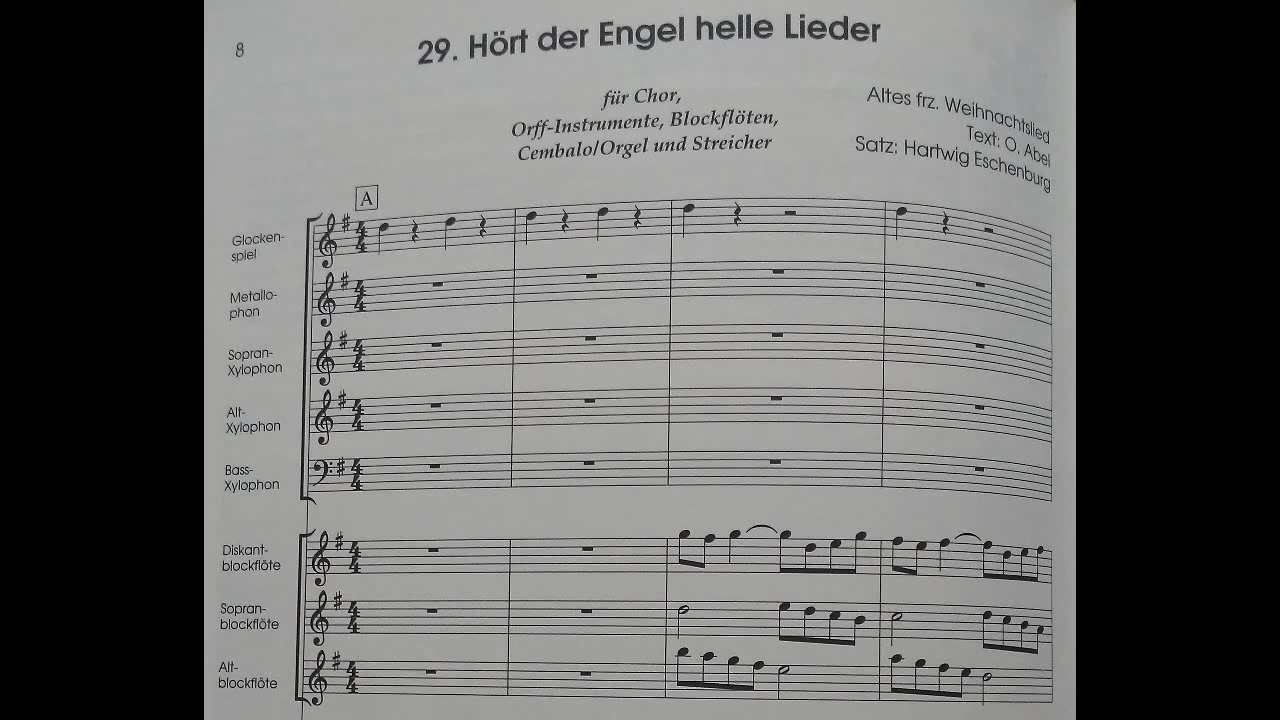 8
29. Hört der Engel helle Lieder
für Chor,
Orff-Instrumente, Blockflöten,
Cembalo/Orgel und Streicher
Altes frz. Weihnachtslied
Text: O. Abel
Satz: Hartwig Eschenburg
A
Glocken-
spiel
Metallo-
phon
Sopran-
Xylophon
Alt-
Xylophon
Bass-
Xylophon
Diskant-
blockflöte
Sopran-
blockflöte
Alt-
blockflöte